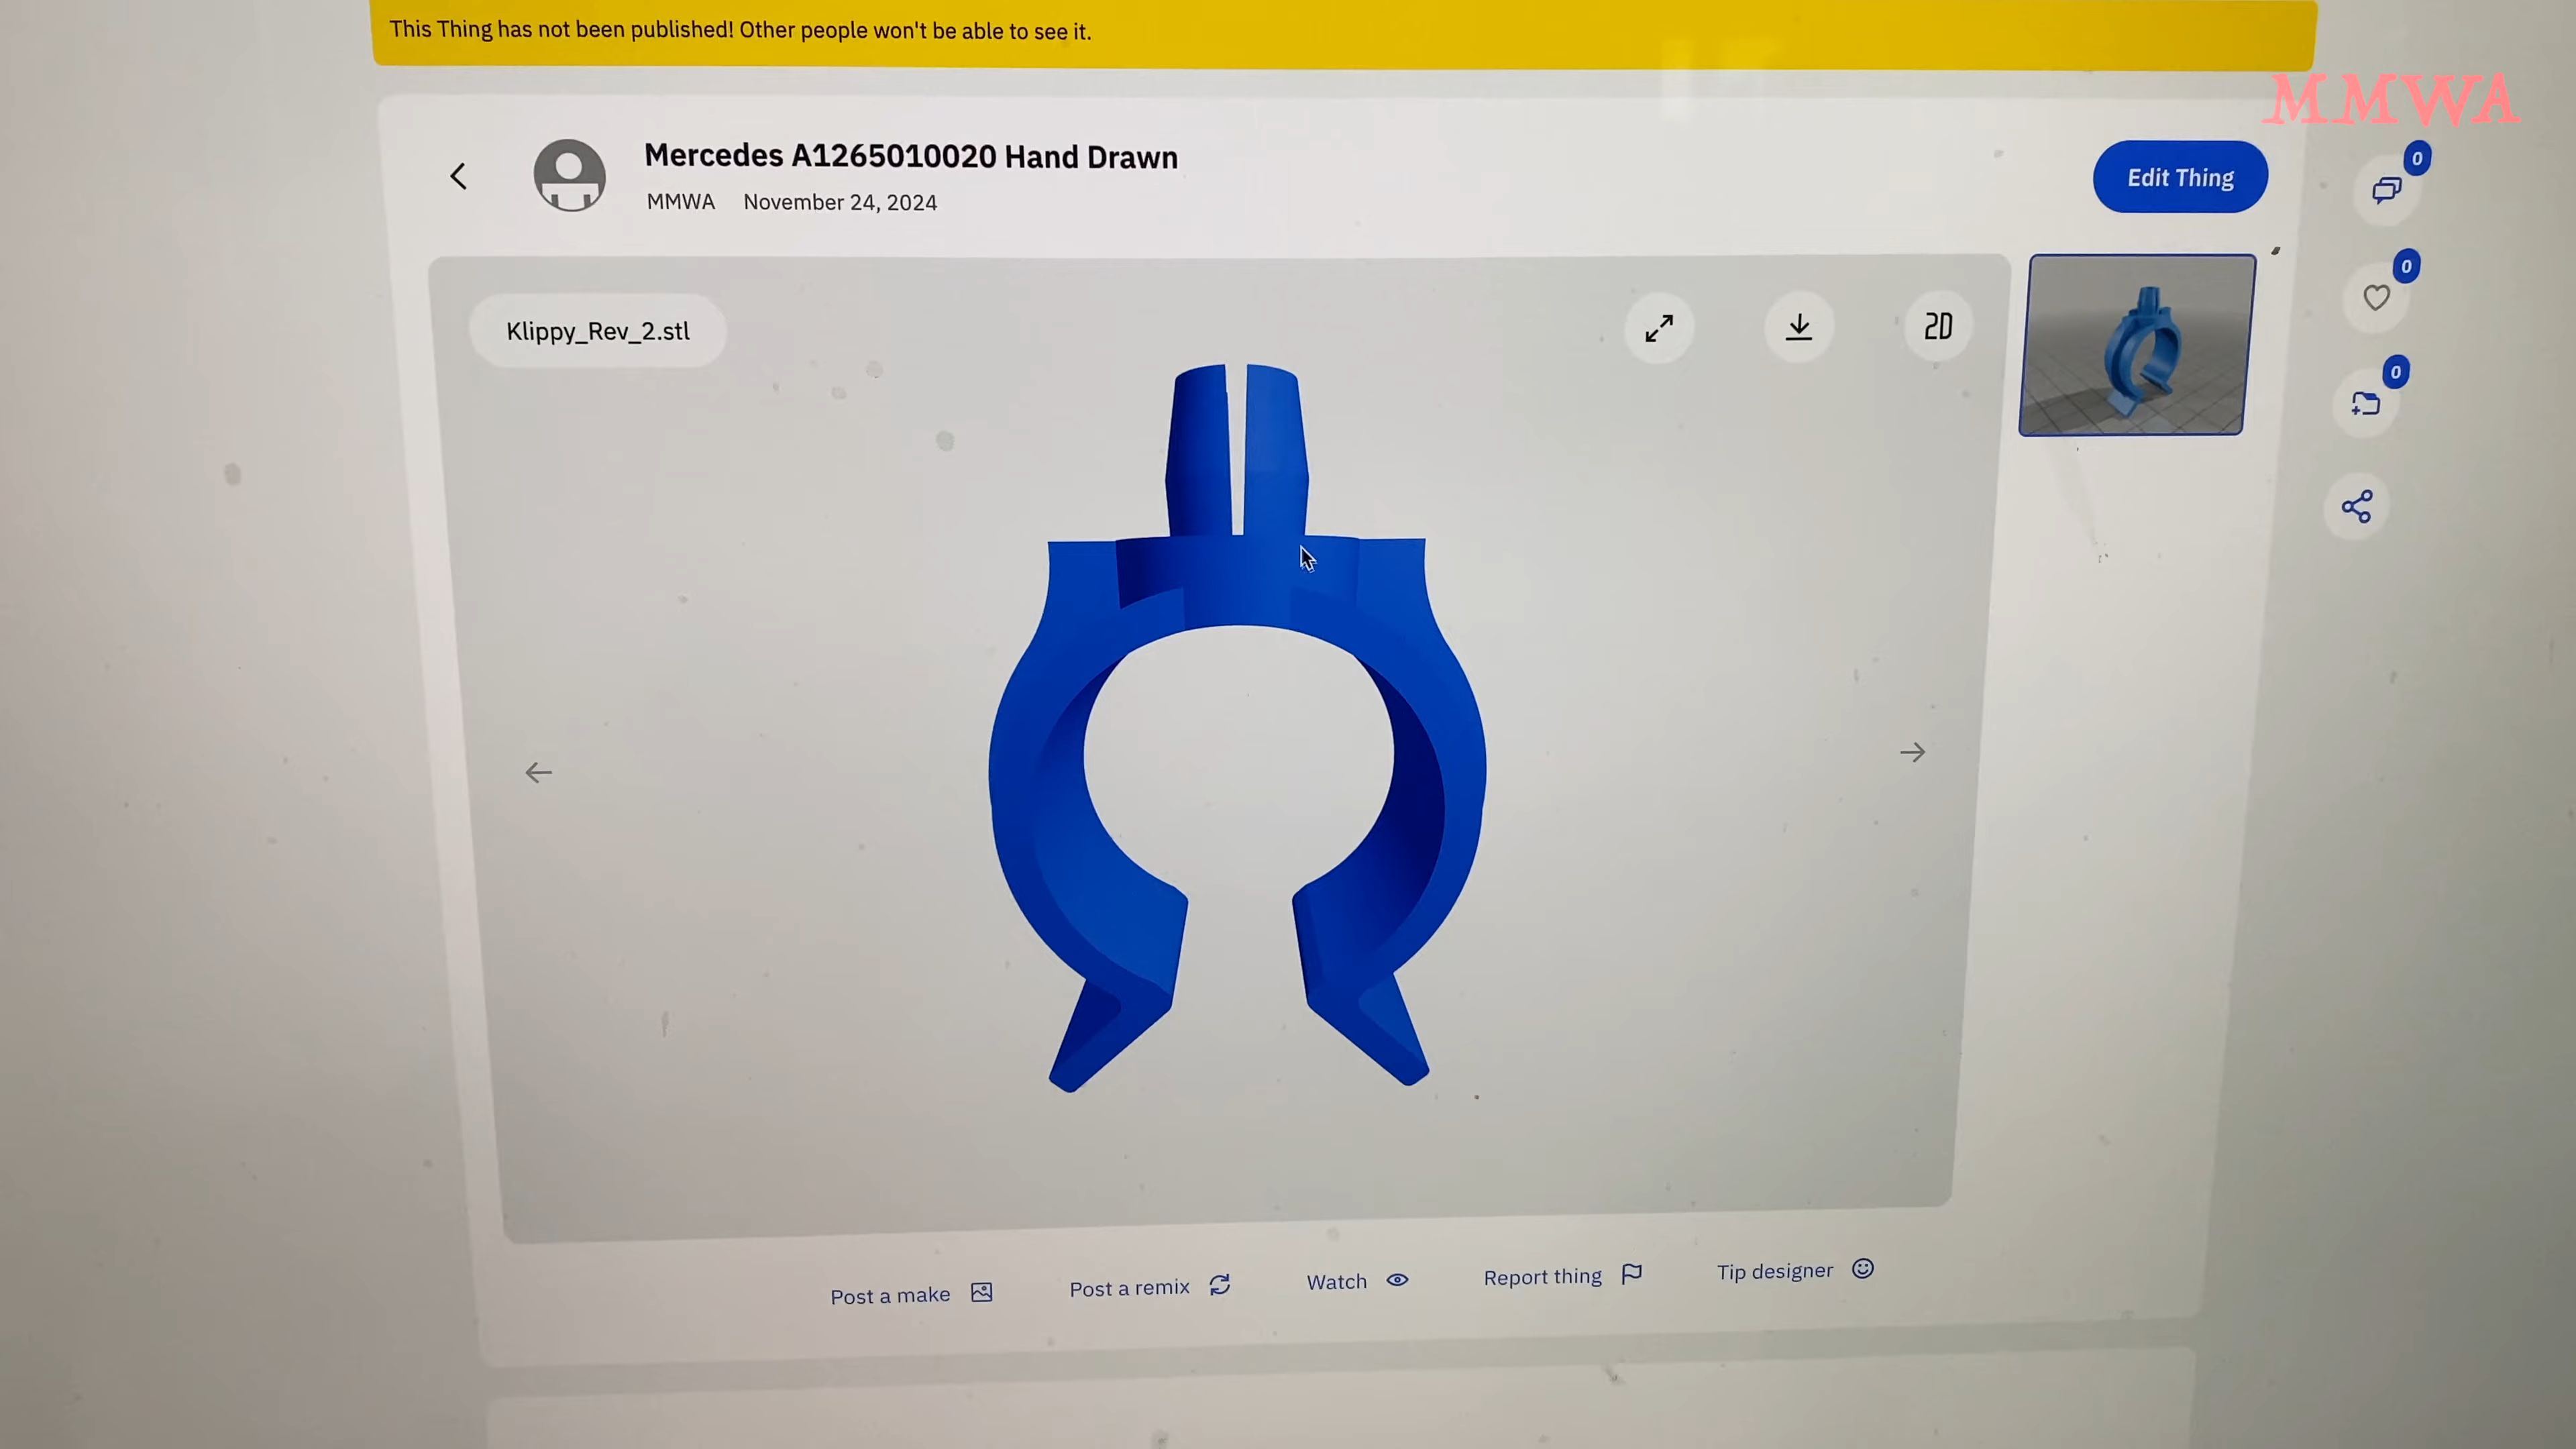 This Thing has not been published! Other people won't be able to see it.
MMWA
Mercedes A1265010020 Hand Drawn
MMWA November 24, 2024
Edit Thing
0
0
0
Klippy_Rev_2.stl
2D
Post a make
Post a remix
Watch
Report thing
Tip designer